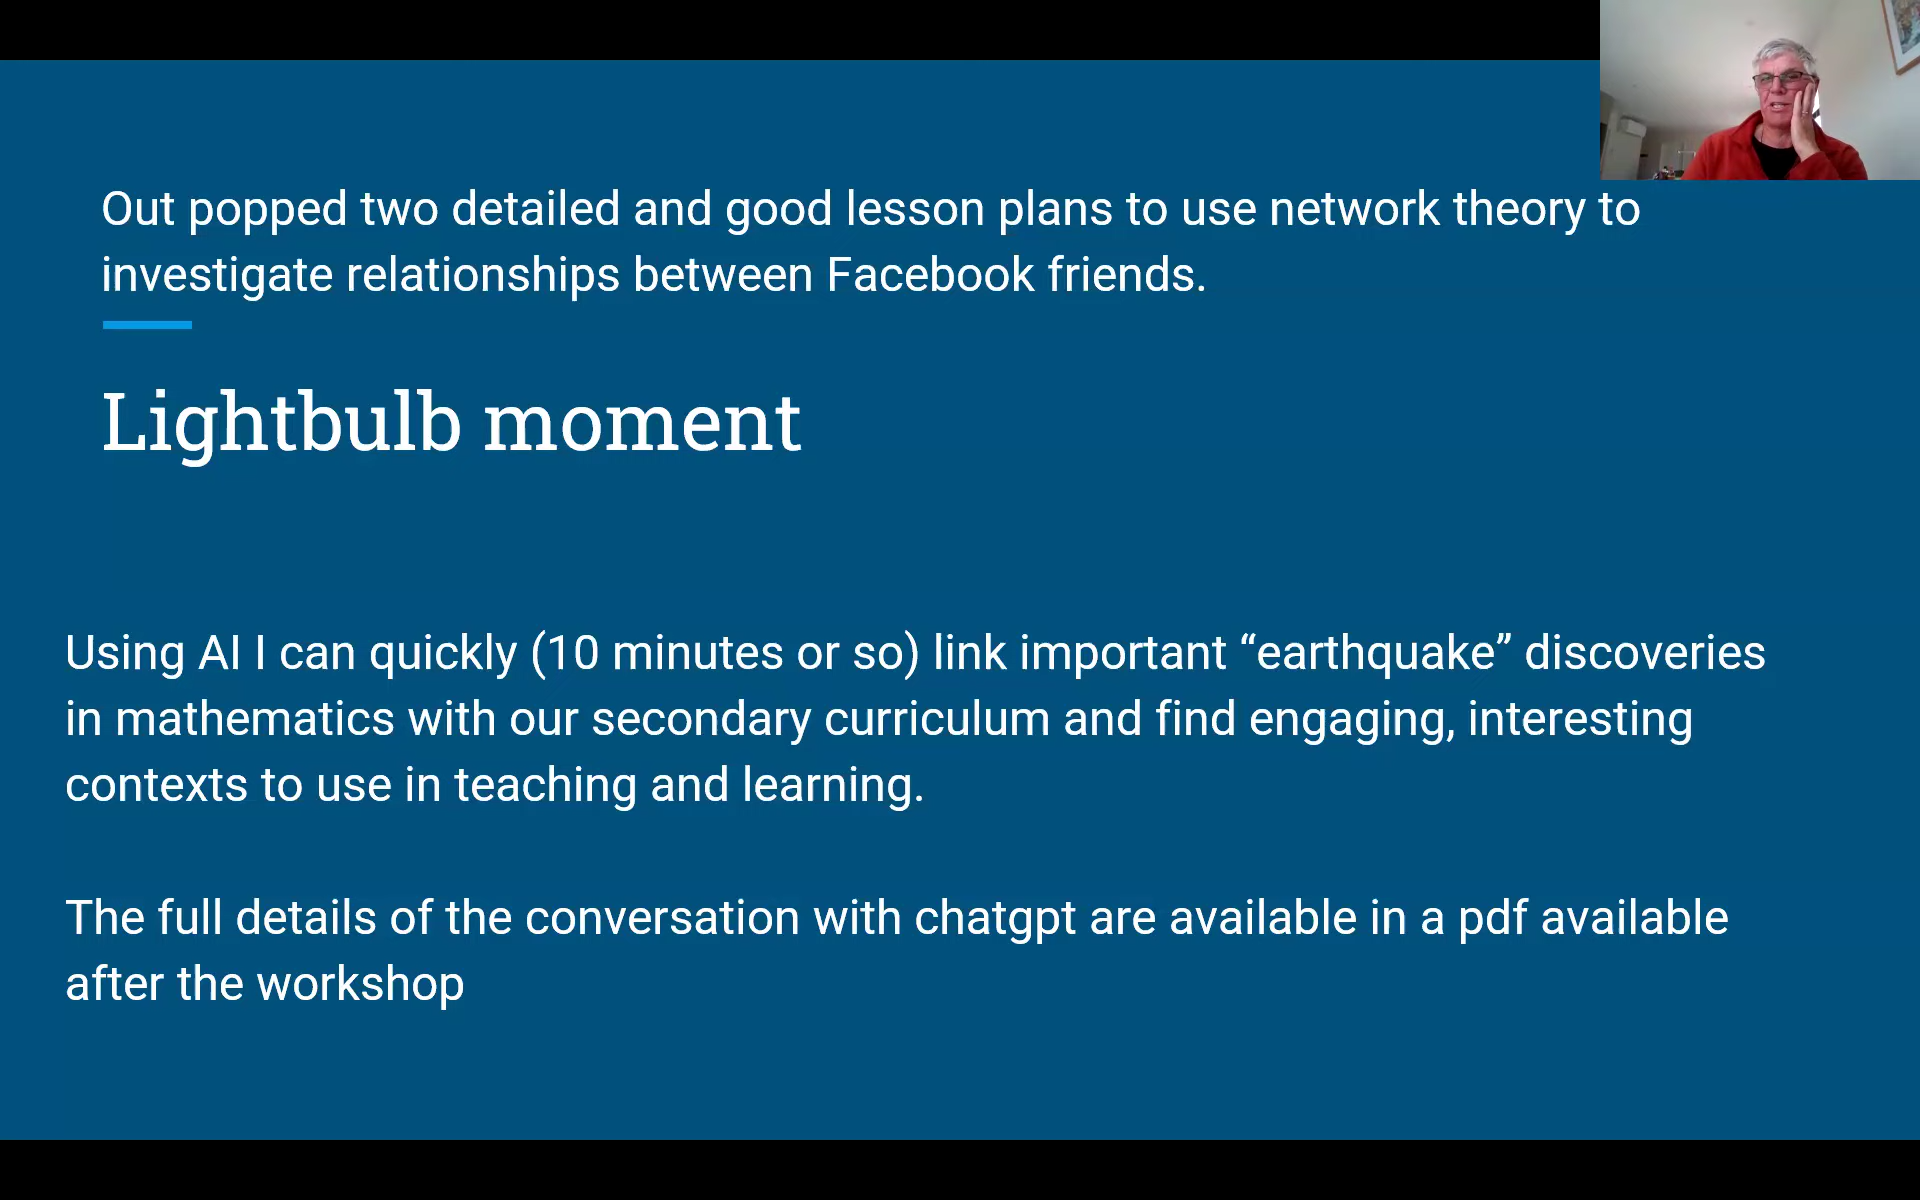 Out popped two detailed and good lesson plans to use network theory to
investigate relationships between Facebook friends.
Lightbulb moment
Using AI I can quickly (10 minutes or so) link important “earthquake” discoveries
in mathematics with our secondary curriculum and find engaging, interesting
contexts to use in teaching and learning.
The full details of the conversation with chatgpt are available in a pdf available
after the workshop